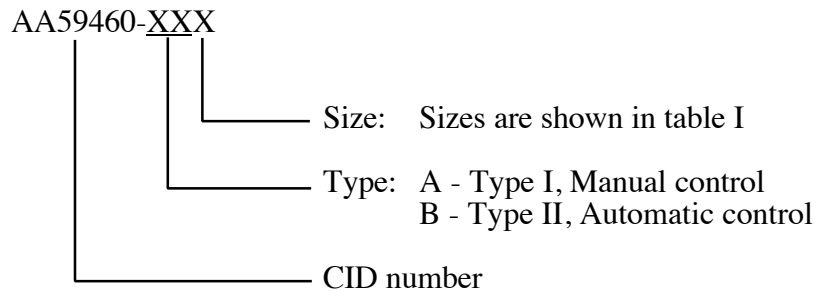 AA59460-XXX
Size: Sizes are shown in table I
Type: A - Type I, Manual control
B - Type II, Automatic control
CID number